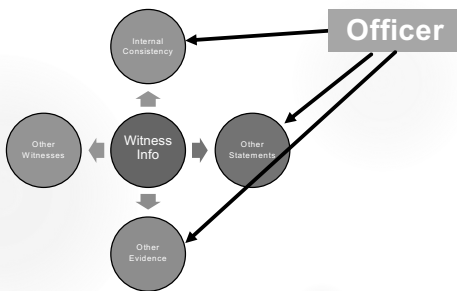 Officer
Internal
Consistency
Other
Witnesses
Witness
Info
Other
Statements
Other
Evidence